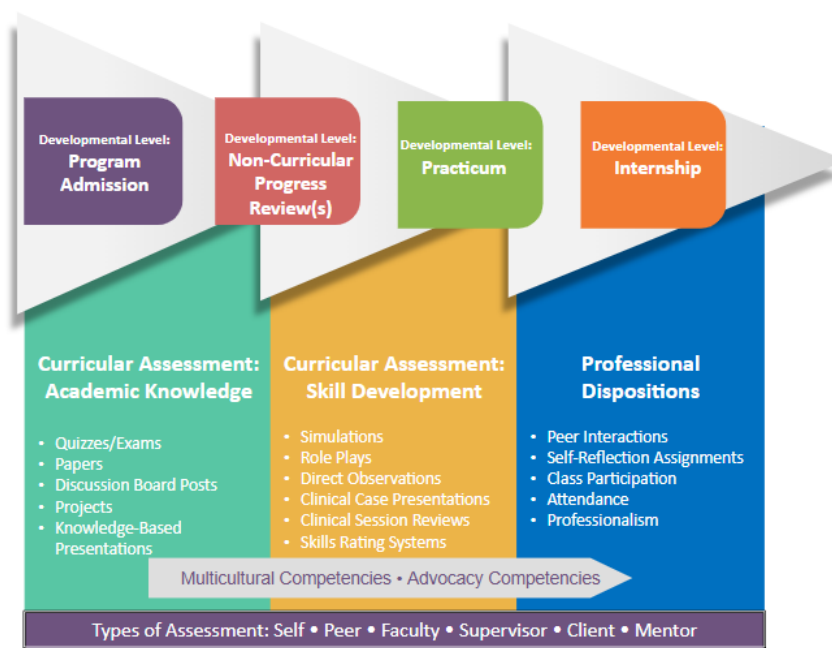 Developmental Level:
Program
Admission
Developmental Level:
Non-Curricular
Progress
Review(s)
Developmental Level:
Practicum
Developmental Level:
Internship
Curricular Assessment:
Academic Knowledge
• Quizzes/Exams
• Papers
• Discussion Board Posts
• Projects
• Knowledge-Based
Presentations
Curricular Assessment:
Skill Development
• Simulations
• Role Plays
• Direct Observations
• Clinical Case Presentations
• Clinical Session Reviews
• Skills Rating Systems
Professional
Dispositions
• Peer Interactions
• Self-Reflection Assignments
• Class Participation
• Attendance
• Professionalism
Multicultural Competencies • Advocacy Competencies
Types of Assessment: Self • Peer • Faculty • Supervisor • Client • Mentor